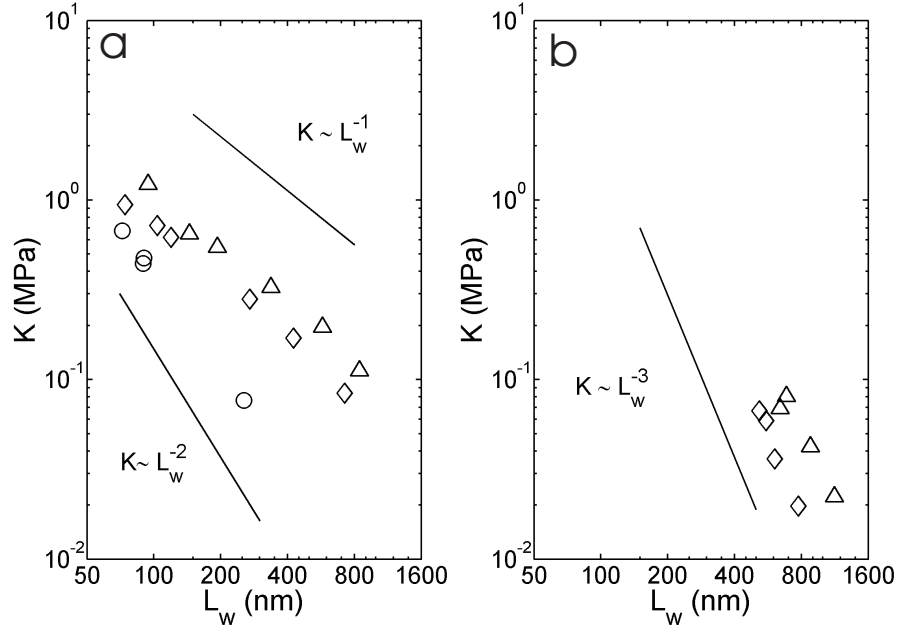 a
10^1
10^0
10^-1
10^-2
K (MPa)
K ~ L_w^-1
K~ L_w^-2
50 100 200 400 800 1600
L_w (nm)
b
10^1
10^0
10^-1
10^-2
K (MPa)
K ~ L_w^-3
50 100 200 400 800 1600
L_w (nm)